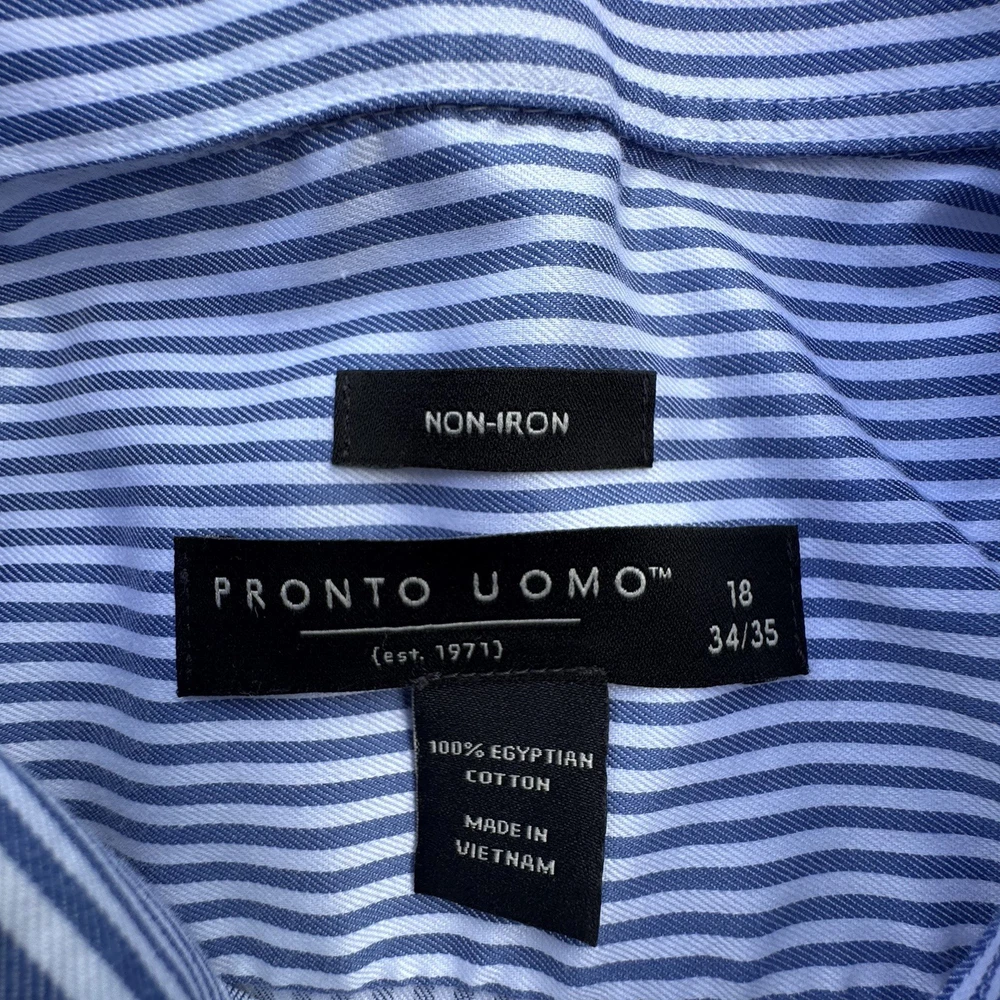 NON-IRON
PRONTO UOMO™
{est. 1971}
18
34/35
100% EGYPTIAN
COTTON
MADE IN
VIETNAM